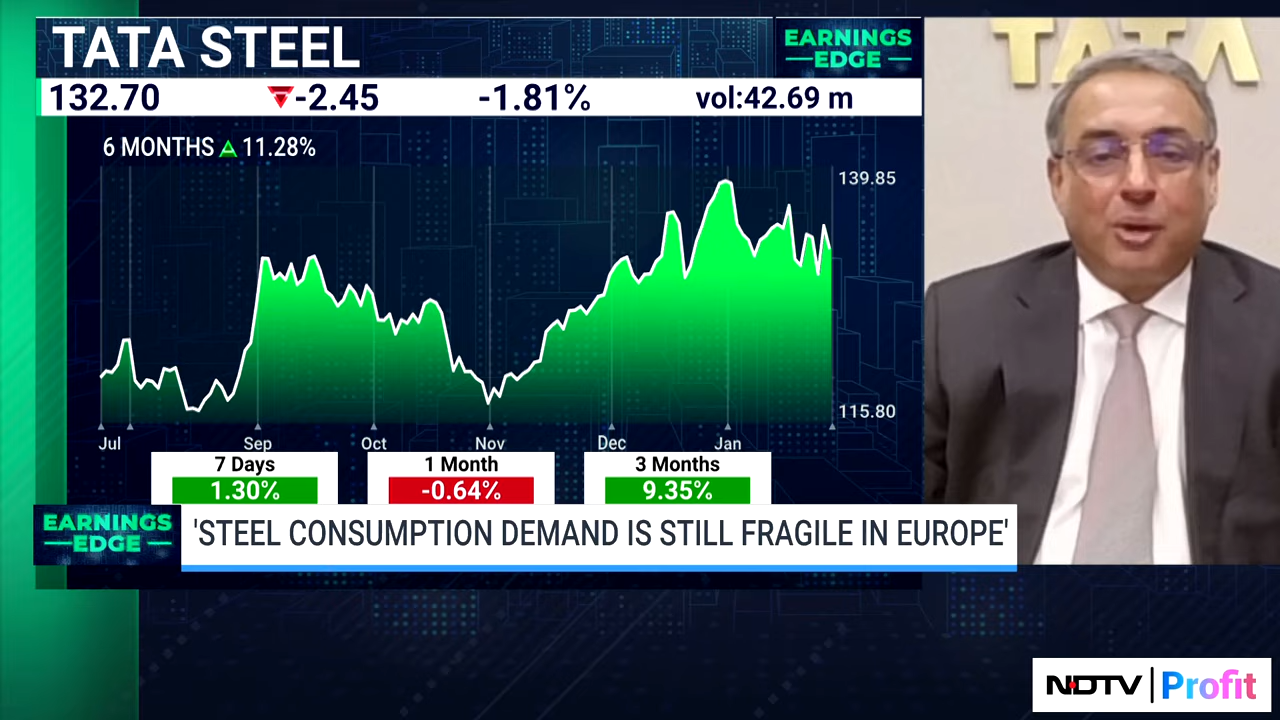 TATA STEEL
EARNINGS
EDGE
132.70 -2.45 -1.81% vol:42.69 m
6 MONTHS 11.28%
139.85
115.80
Jul Sep Oct Nov Dec Jan
7 Days 1 Month 3 Months
1.30% -0.64% 9.35%
EARNINGS
EDGE
'STEEL CONSUMPTION DEMAND IS STILL FRAGILE IN EUROPE'
TATA
NDTV Profit